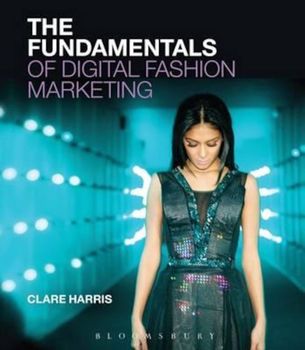 THE
FUNDAMENTALS
OF DIGITAL FASHION
MARKETING
CLARE HARRIS
BLOOMSBURY